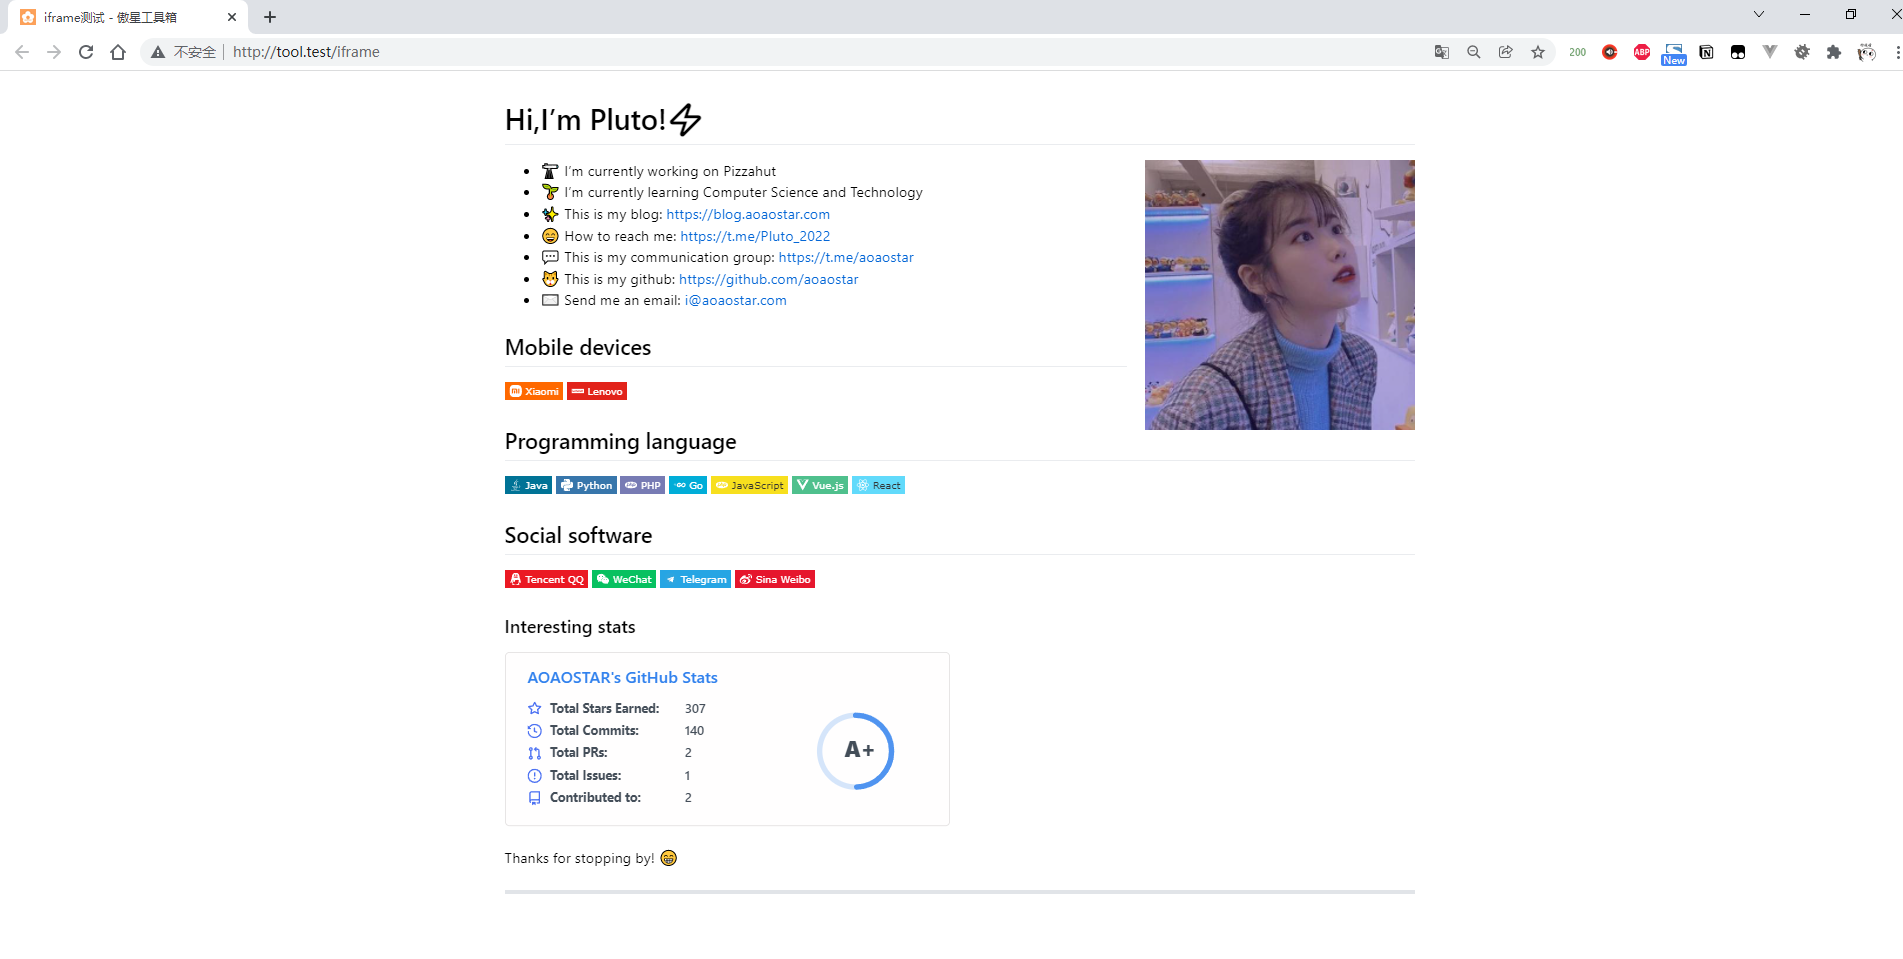 iframe测试 - 傲星工具箱
不安全 http://tool.test/iframe
200
ABP
New
Hi,I’m Pluto!
I’m currently working on Pizzahut
I’m currently learning Computer Science and Technology
This is my blog: https://blog.aoaostar.com
How to reach me: https://t.me/Pluto_2022
This is my communication group: https://t.me/aoaostar
This is my github: https://github.com/aoaostar
Send me an email: i@aoaostar.com
Mobile devices
Xiaomi Lenovo
Programming language
Java Python PHP Go JavaScript Vue.js React
Social software
Tencent QQ WeChat Telegram Sina Weibo
Interesting stats
AOAOSTAR's GitHub Stats
Total Stars Earned: 307
Total Commits: 140
Total PRs: 2
Total Issues: 1
Contributed to: 2
A+
Thanks for stopping by!